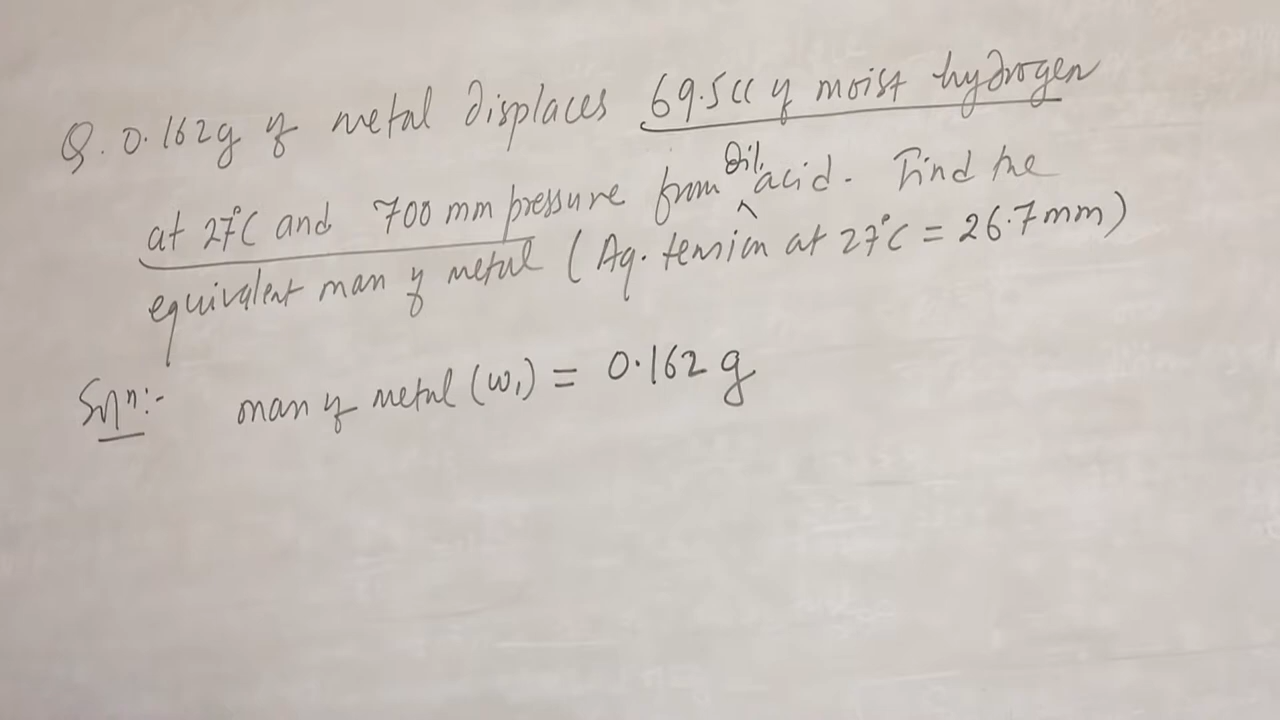 Q. 0.162g of metal displaces 69.5cc of moist hydrogen
at 27°C and 700 mm pressure from Dil. acid. Find the
equivalent mass of metal (Aq. tension at 27°C = 26.7mm)
Solⁿ:- mass of metal (w₁) = 0.162 g